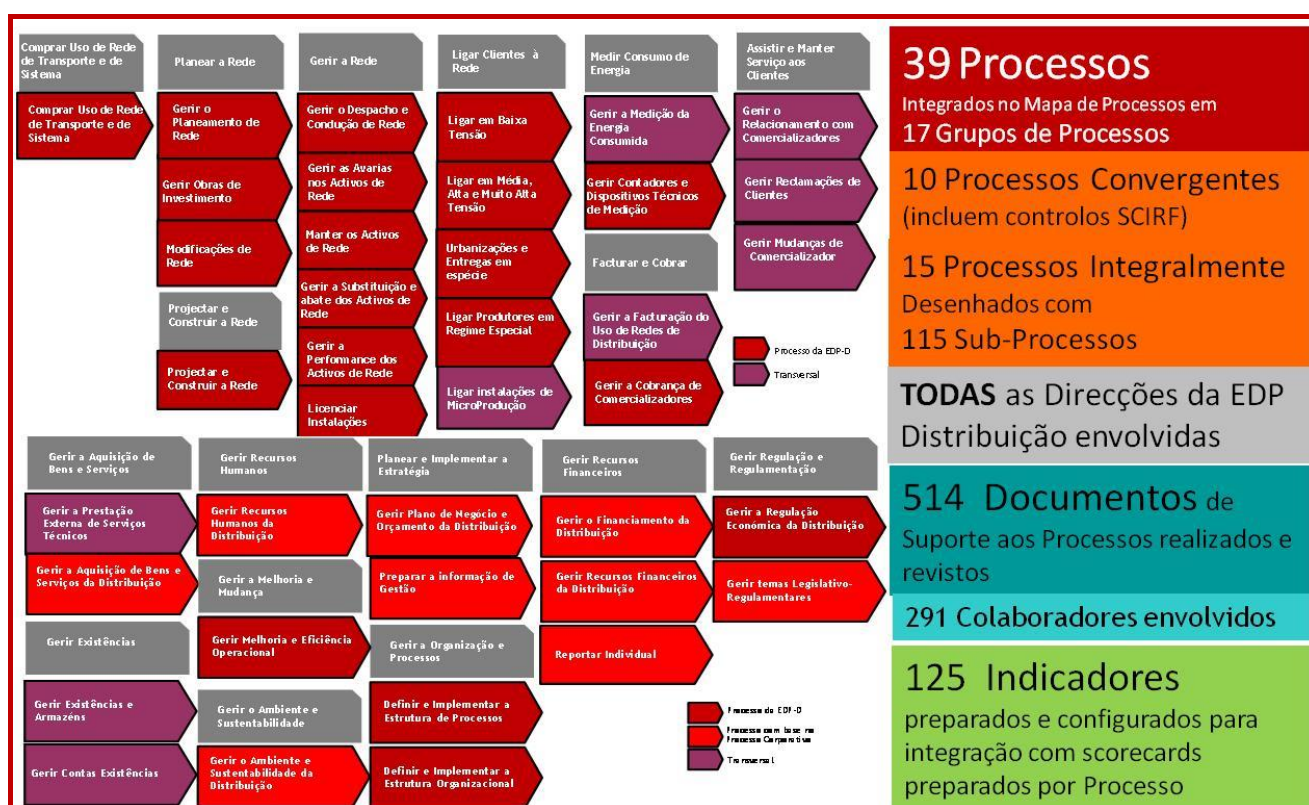 Comprar Uso de Rede
de Transporte e de
Sistema
Planear a Rede
Gerir a Rede
Ligar Clientes à
Rede
Medir Consumo de
Energia
Assistir e Manter
Serviço aos
Clientes
Comprar Uso de Rede
de Transporte e de
Sistema
Gerir o
Planeamento de
Rede
Gerir o Despacho e
Condução de Rede
Ligar em Baixa
Tensão
Gerir a Medição da
Energia
Consumida
Gerir o
Relacionamento com
Comercializadores
Gerir Obras de
Investimento
Gerir as Avarias
nos Activos de
Rede
Ligar em Média,
Alta e Muito Alta
Tensão
Gerir Contadores e
Dispositivos Técnicos
de Medição
Gerir Reclamações de
Clientes
Modificações de
Rede
Manter os Activos
de Rede
Urbanizações e
Entregas em
espécie
Facturar e Cobrar
Gerir Mudanças de
Comercializador
Projectar e
Construir a Rede
Gerir a Substituição e
abate dos Activos de
Rede
Ligar Produtores em
Regime Especial
Gerir a Facturação do
Uso de Redes de
Distribuição
Projectar e
Construir a Rede
Gerir a
Performance dos
Activos de Rede
Licenciar
Instalações
Ligar instalações de
MicroProdução
Gerir a Cobrança de
Comercializadores
Processo da EDP-D
Transversal
Gerir a Aquisição de
Bens e Serviços
Gerir Recursos
Humanos
Planear e Implementar a
Estratégia
Gerir Recursos
Financeiros
Gerir Regulação e
Regulamentação
Gerir a Prestação
Externa de Serviços
Técnicos
Gerir Recursos
Humanos da
Distribuição
Gerir Plano de Negócio e
Orçamento da Distribuição
Gerir o Financiamento da
Distribuição
Gerir a Regulação
Económica da Distribuição
Gerir a Aquisição de Bens e
Serviços da Distribuição
Gerir a Melhoria e
Mudança
Preparar a informação de
Gestão
Gerir Recursos Financeiros
da Distribuição
Gerir temas Legislativo-
Regulamentares
Gerir Existências
Gerir Melhoria e Eficiência
Operacional
Gerir a Organização e
Processos
Reportar Individual
Gerir Existências e
Armazéns
Gerir o Ambiente e
Sustentabilidade
Definir e Implementar a
Estrutura de Processos
Gerir Contas Existências
Gerir o Ambiente e
Sustentabilidade da
Distribuição
Definir e Implementar a
Estrutura Organizacional
Processo da EDP-D
Processo com base no
Processo Corporativo
Transversal
39 Processos
Integrados no Mapa de Processos em
17 Grupos de Processos
10 Processos Convergentes
(incluem controlos SCIRF)
15 Processos Integralmente
Desenhados com
115 Sub-Processos
TODAS as Direcções da EDP
Distribuição envolvidas
514 Documentos de
Suporte aos Processos realizados e
revistos
291 Colaboradores envolvidos
125 Indicadores
preparados e configurados para
integração com scorecards
preparados por Processo